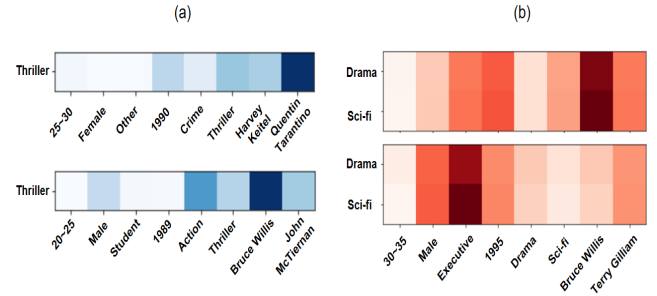 (a)
(b)
Thriller
25~30
Female
Other
1990
Crime
Thriller
Harvey
Keitel
Quentin
Tarantino
Thriller
20~25
Male
Student
1989
Action
Thriller
Bruce Willis
John
McTiernan
Drama
Sci-fi
Drama
Sci-fi
30~35
Male
Executive
1995
Drama
Sci-fi
Bruce Willis
Terry Gilliam